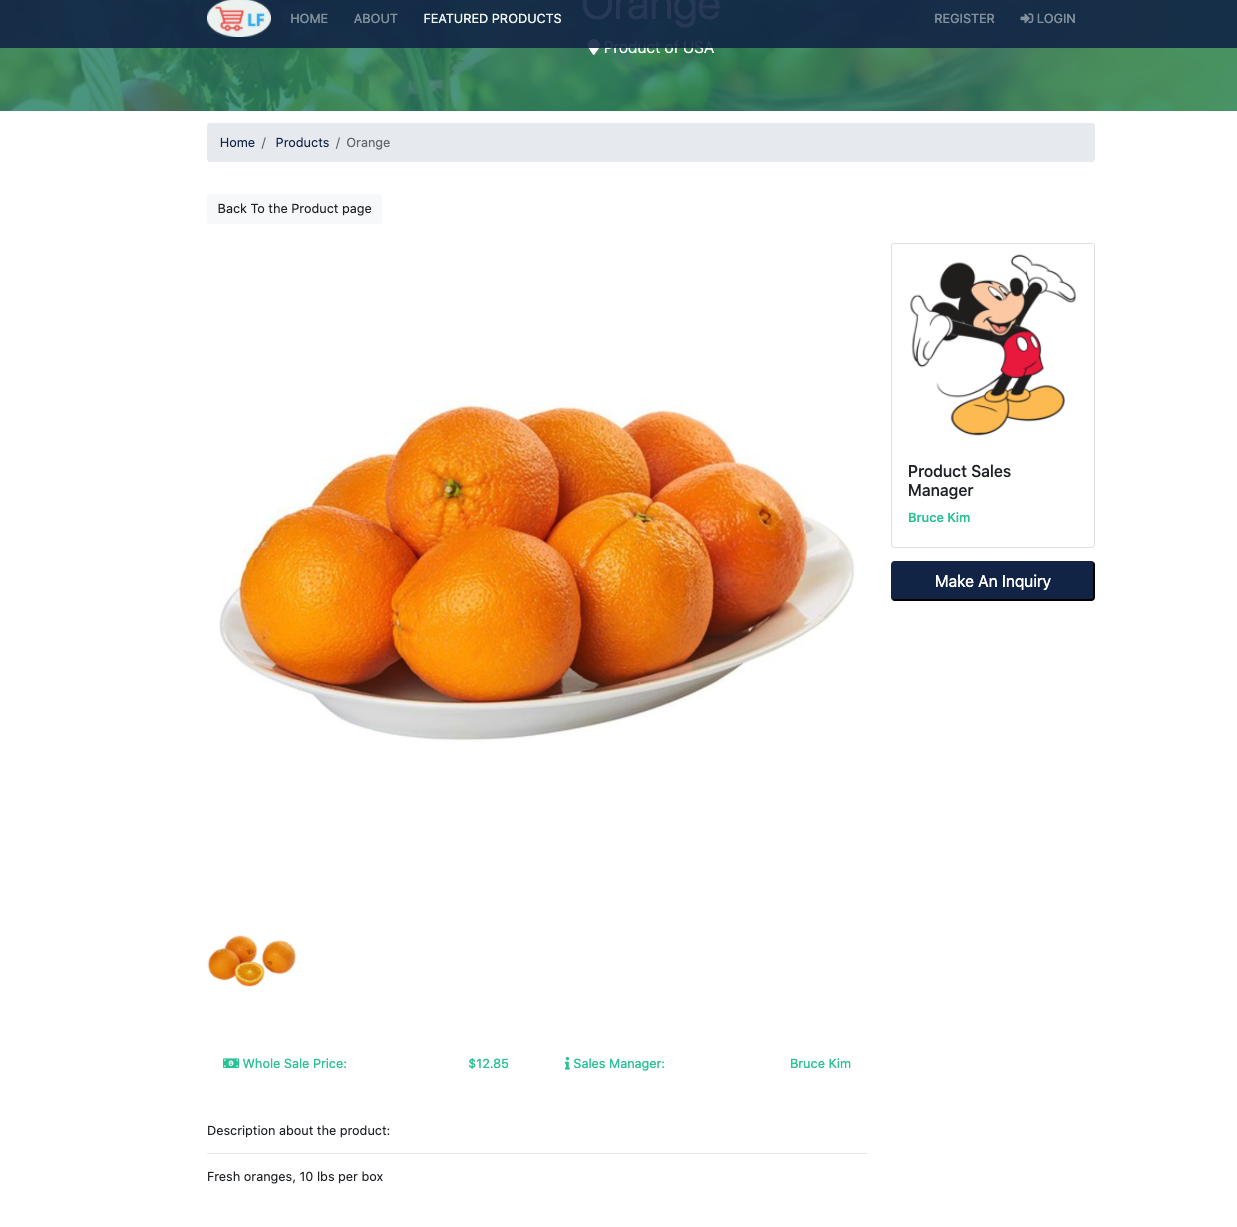 Orange
LF
HOME
ABOUT
FEATURED PRODUCTS
REGISTER
LOGIN
Product of USA
Home / Products / Orange
Back To the Product page
Product Sales
Manager
Bruce Kim
Make An Inquiry
Whole Sale Price:
$12.85
Sales Manager:
Bruce Kim
Description about the product:
Fresh oranges, 10 lbs per box